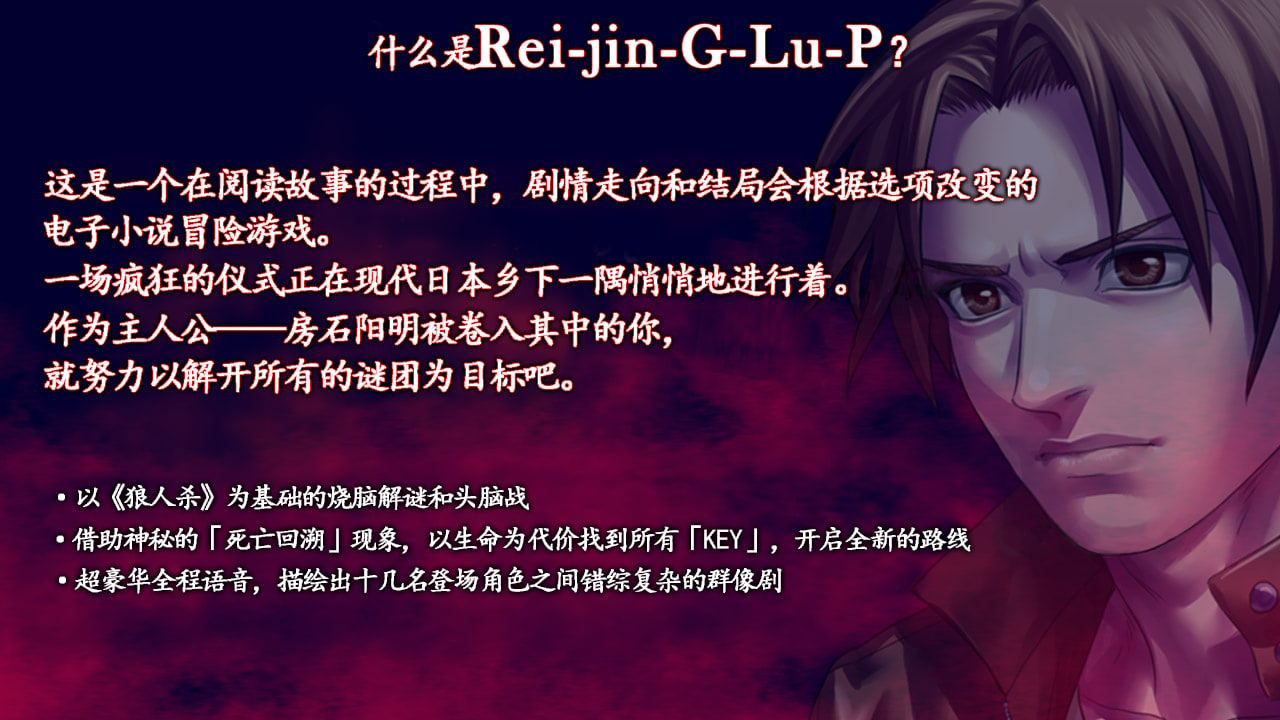 什么是Rei-jin-G-Lu-P？
这是一个在阅读故事的过程中，剧情走向和结局会根据选项改变的
电子小说冒险游戏。
一场疯狂的仪式正在现代日本乡下一隅悄悄地进行着。
作为主人公——房石阳明被卷入其中的你，
就努力以解开所有的谜团为目标吧。
・以《狼人杀》为基础的烧脑解谜和头脑战
・借助神秘的「死亡回溯」现象，以生命为代价找到所有「KEY」，开启全新的路线
・超豪华全程语音，描绘出十几名登场角色之间错综复杂的群像剧